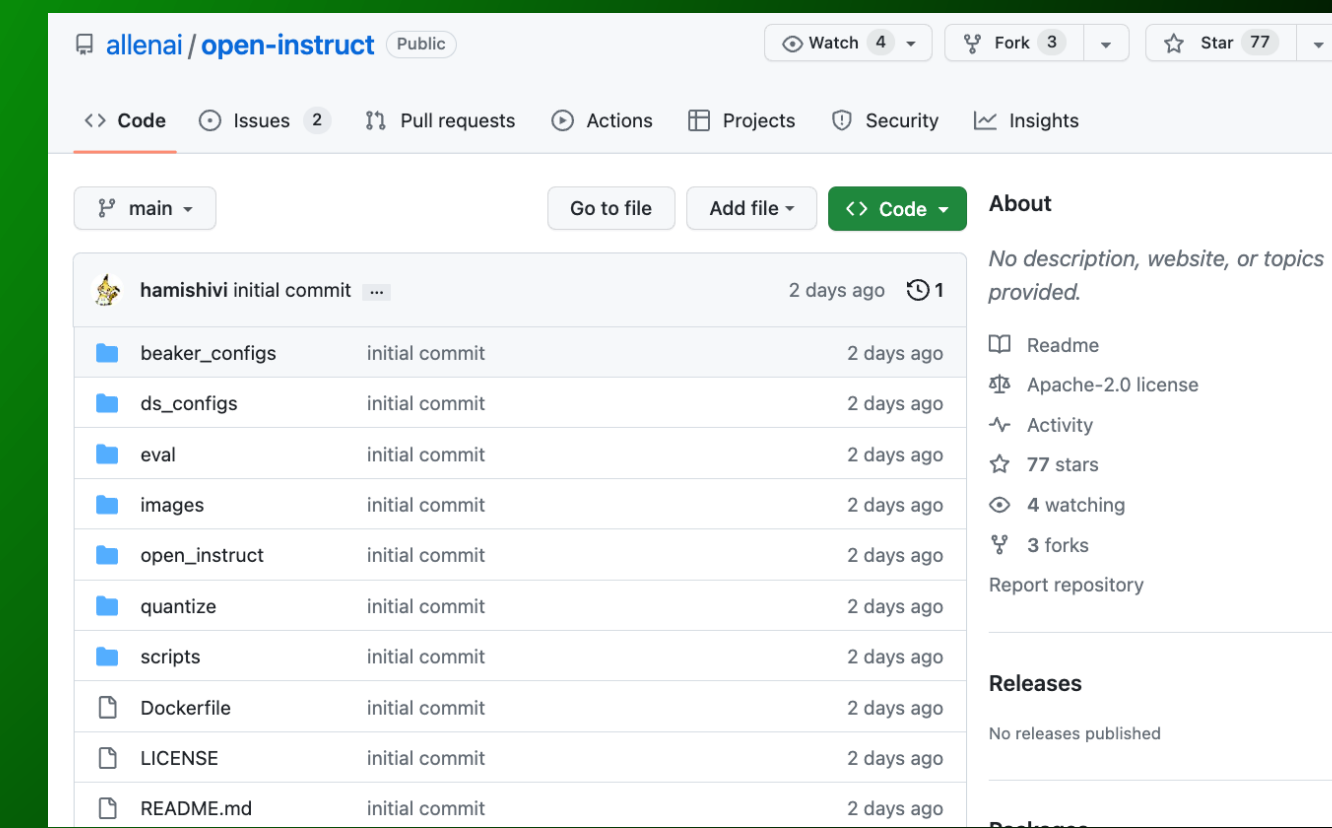 allenai / open-instruct Public Watch 4 Fork 3 Star 77
Code Issues 2 Pull requests Actions Projects Security Insights
main Go to file Add file Code
hamishivi initial commit ... 2 days ago 1
beaker_configs initial commit 2 days ago
ds_configs initial commit 2 days ago
eval initial commit 2 days ago
images initial commit 2 days ago
open_instruct initial commit 2 days ago
quantize initial commit 2 days ago
scripts initial commit 2 days ago
Dockerfile initial commit 2 days ago
LICENSE initial commit 2 days ago
README.md initial commit 2 days ago
About
No description, website, or topics
provided.
Readme
Apache-2.0 license
Activity
77 stars
4 watching
3 forks
Report repository
Releases
No releases published